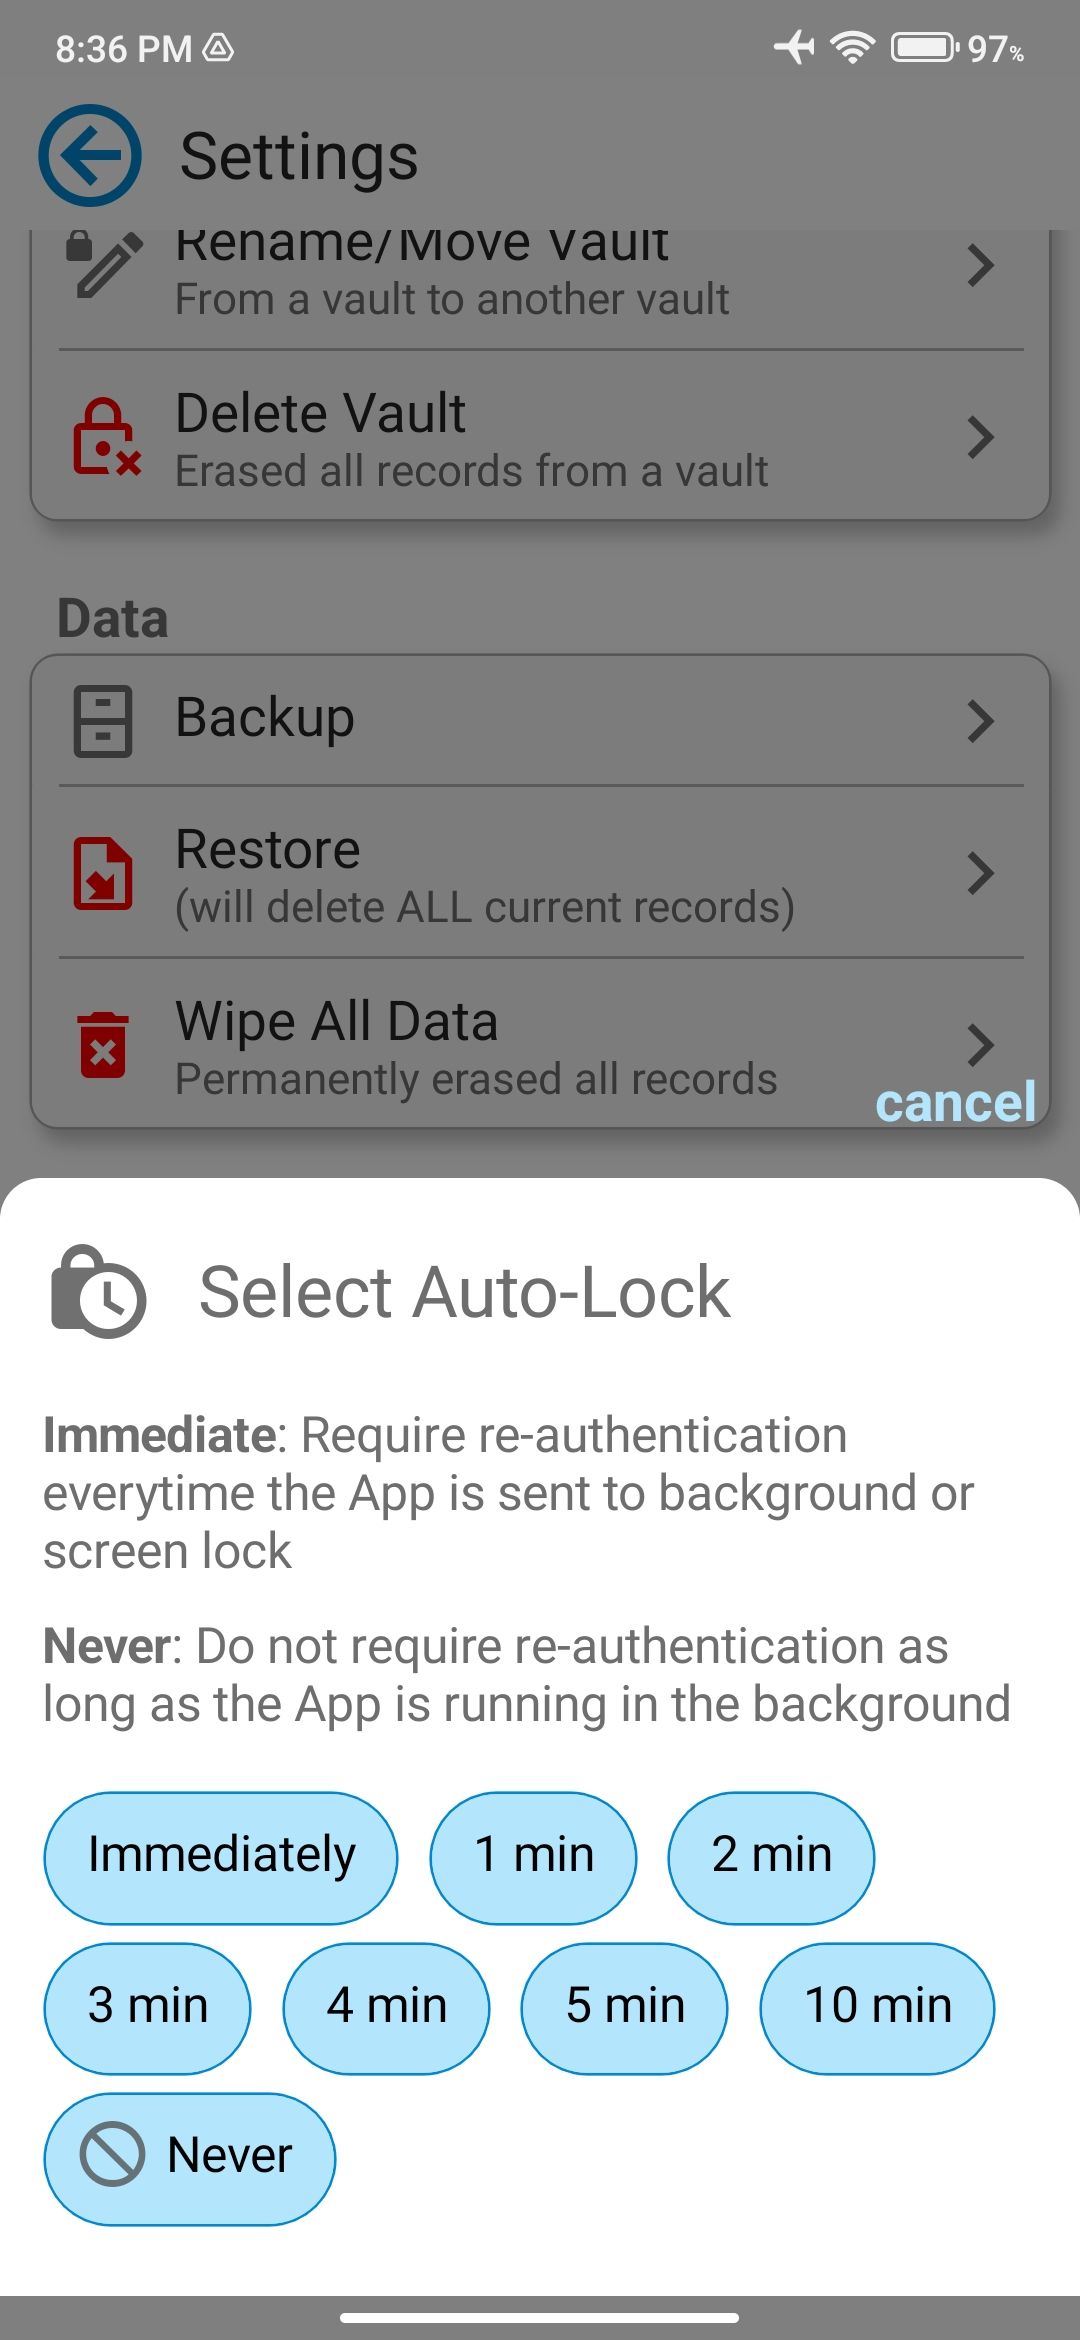 8:36 PM
97%
Settings
Rename/Move Vault
From a vault to another vault
Delete Vault
Erased all records from a vault
Data
Backup
Restore
(will delete ALL current records)
Wipe All Data
Permanently erased all records
cancel
Select Auto-Lock
Immediate: Require re-authentication
everytime the App is sent to background or
screen lock
Never: Do not require re-authentication as
long as the App is running in the background
Immediately
1 min
2 min
3 min
4 min
5 min
10 min
Never